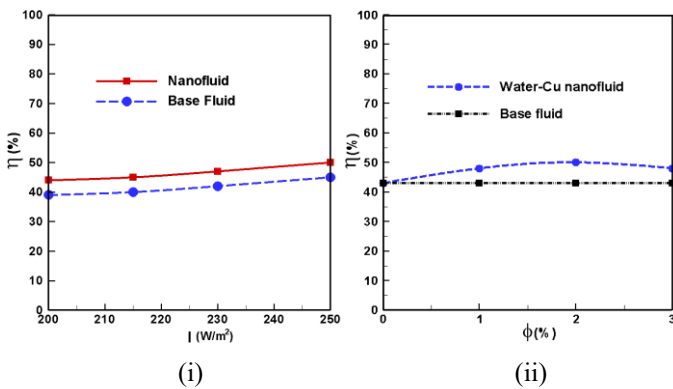 100
90
80
70
60
50
40
30
20
10
0
η(%)
Nanofluid
Base Fluid
200 210 220 230 240 250
I (W/m²)
(i)
100
90
80
70
60
50
40
30
20
10
0
η(%)
Water-Cu nanofluid
Base fluid
0 1 2 3
ϕ(%)
(ii)